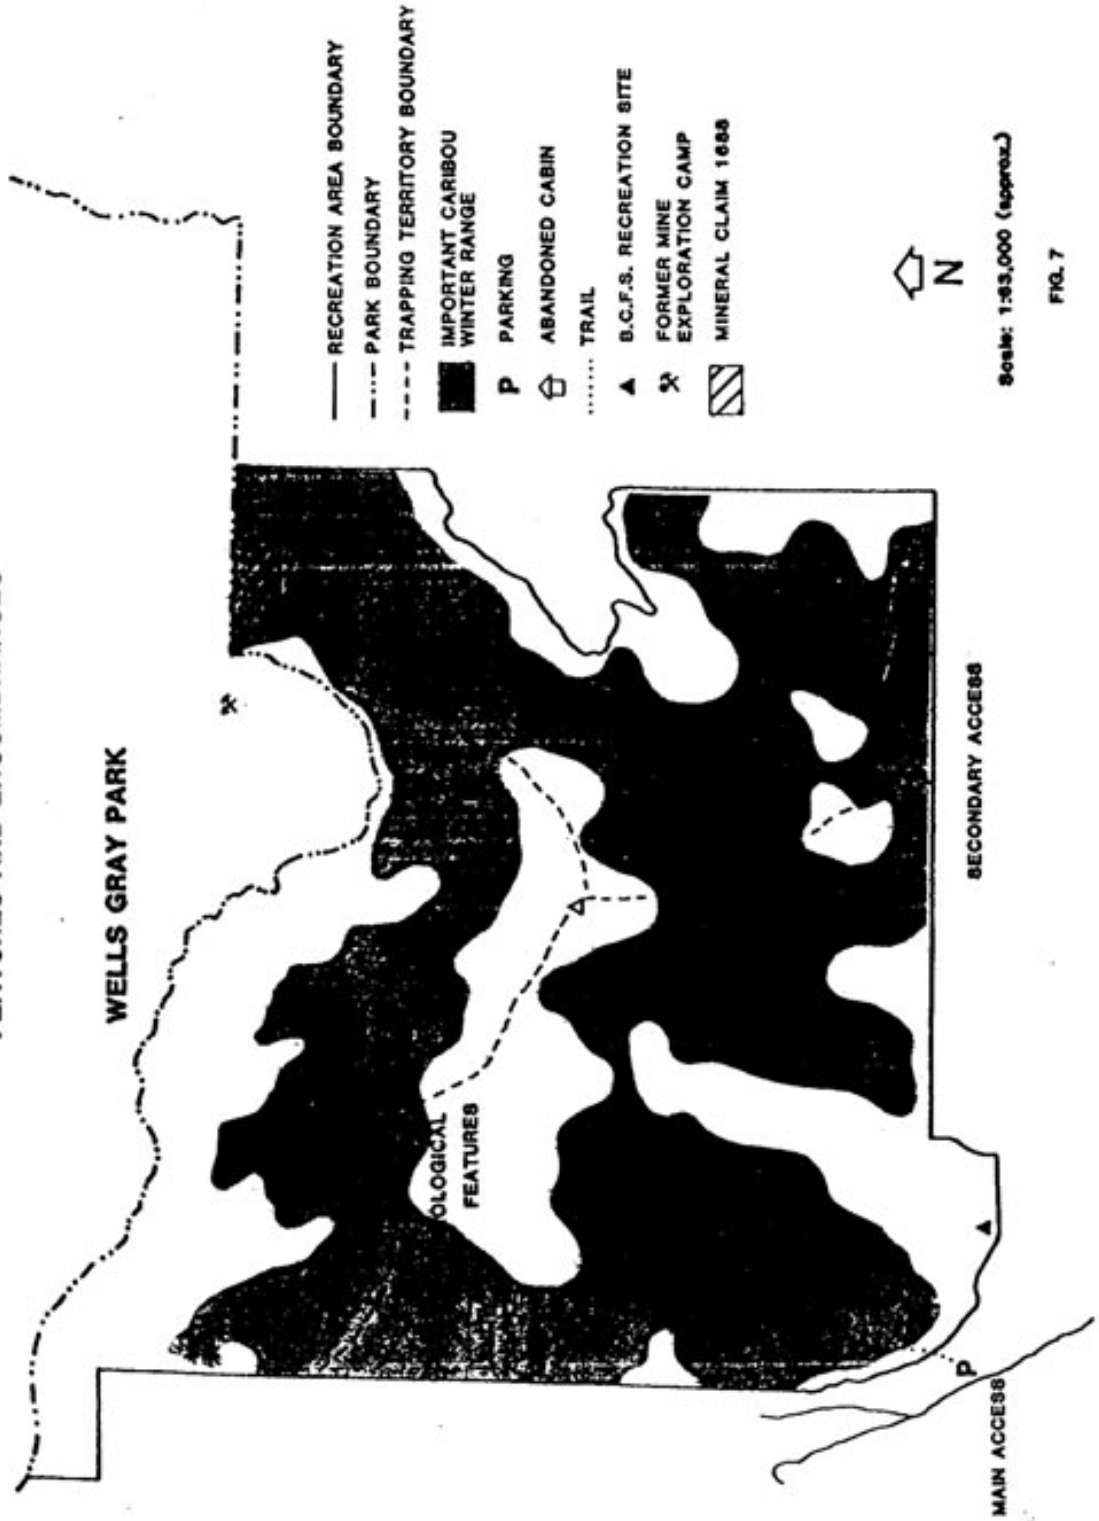 WELLS GRAY PARK
OLOGICAL
FEATURES
MAIN ACCESS
P
SECONDARY ACCESS
RECREATION AREA BOUNDARY
PARK BOUNDARY
TRAPPING TERRITORY BOUNDARY
IMPORTANT CARIBOU
WINTER RANGE
P PARKING
ABANDONED CABIN
TRAIL
B.C.F.S. RECREATION SITE
FORMER MINE
EXPLORATION CAMP
MINERAL CLAIM 1688
N
Scale: 1:63,000 (approx.)
FIG. 7